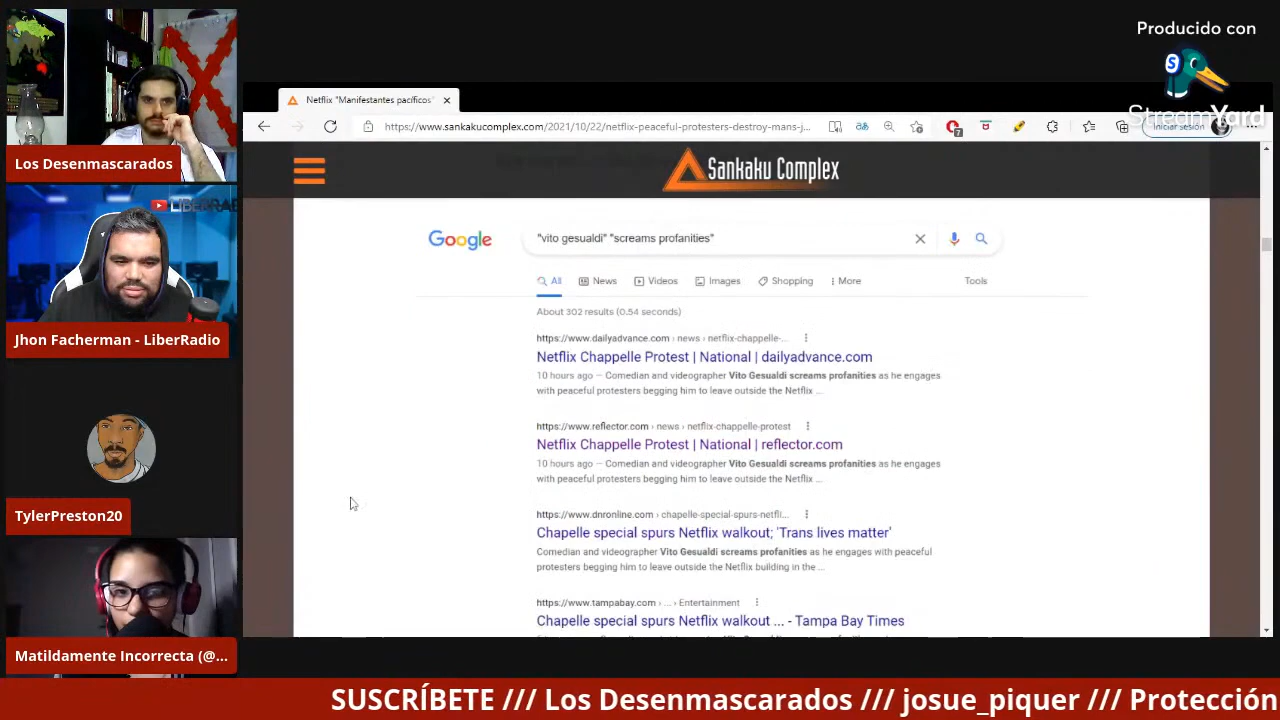 Producido con
StreamYard
Los Desenmascarados
Jhon Facherman - LiberRadio
TylerPreston20
Matildamente Incorrecta (@...
Netflix "Manifestantes pacíficos"
https://www.sankakucomplex.com/2021/10/22/netflix-peaceful-protesters-destroy-mans-j...
7
Iniciar sesión
Sankaku Complex
Google
"vito gesualdi" "screams profanities"
All News Videos Images Shopping More Tools
About 302 results (0.54 seconds)
https://www.dailyadvance.com › news › netflix-chappelle-...
Netflix Chappelle Protest | National | dailyadvance.com
10 hours ago — Comedian and videographer Vito Gesualdi screams profanities as he engages
with peaceful protesters begging him to leave outside the Netflix ...
https://www.reflector.com › news › netflix-chappelle-protest
Netflix Chappelle Protest | National | reflector.com
10 hours ago — Comedian and videographer Vito Gesualdi screams profanities as he engages
with peaceful protesters begging him to leave outside the Netflix ...
https://www.dnronline.com › chapelle-special-spurs-netfli...
Chapelle special spurs Netflix walkout; 'Trans lives matter'
Comedian and videographer Vito Gesualdi screams profanities as he engages with peaceful
protesters begging him to leave outside the Netflix building in the ...
https://www.tampabay.com › ... › Entertainment
Chapelle special spurs Netflix walkout ... - Tampa Bay Times
SUSCRÍBETE /// Los Desenmascarados /// josue_piquer /// Protección